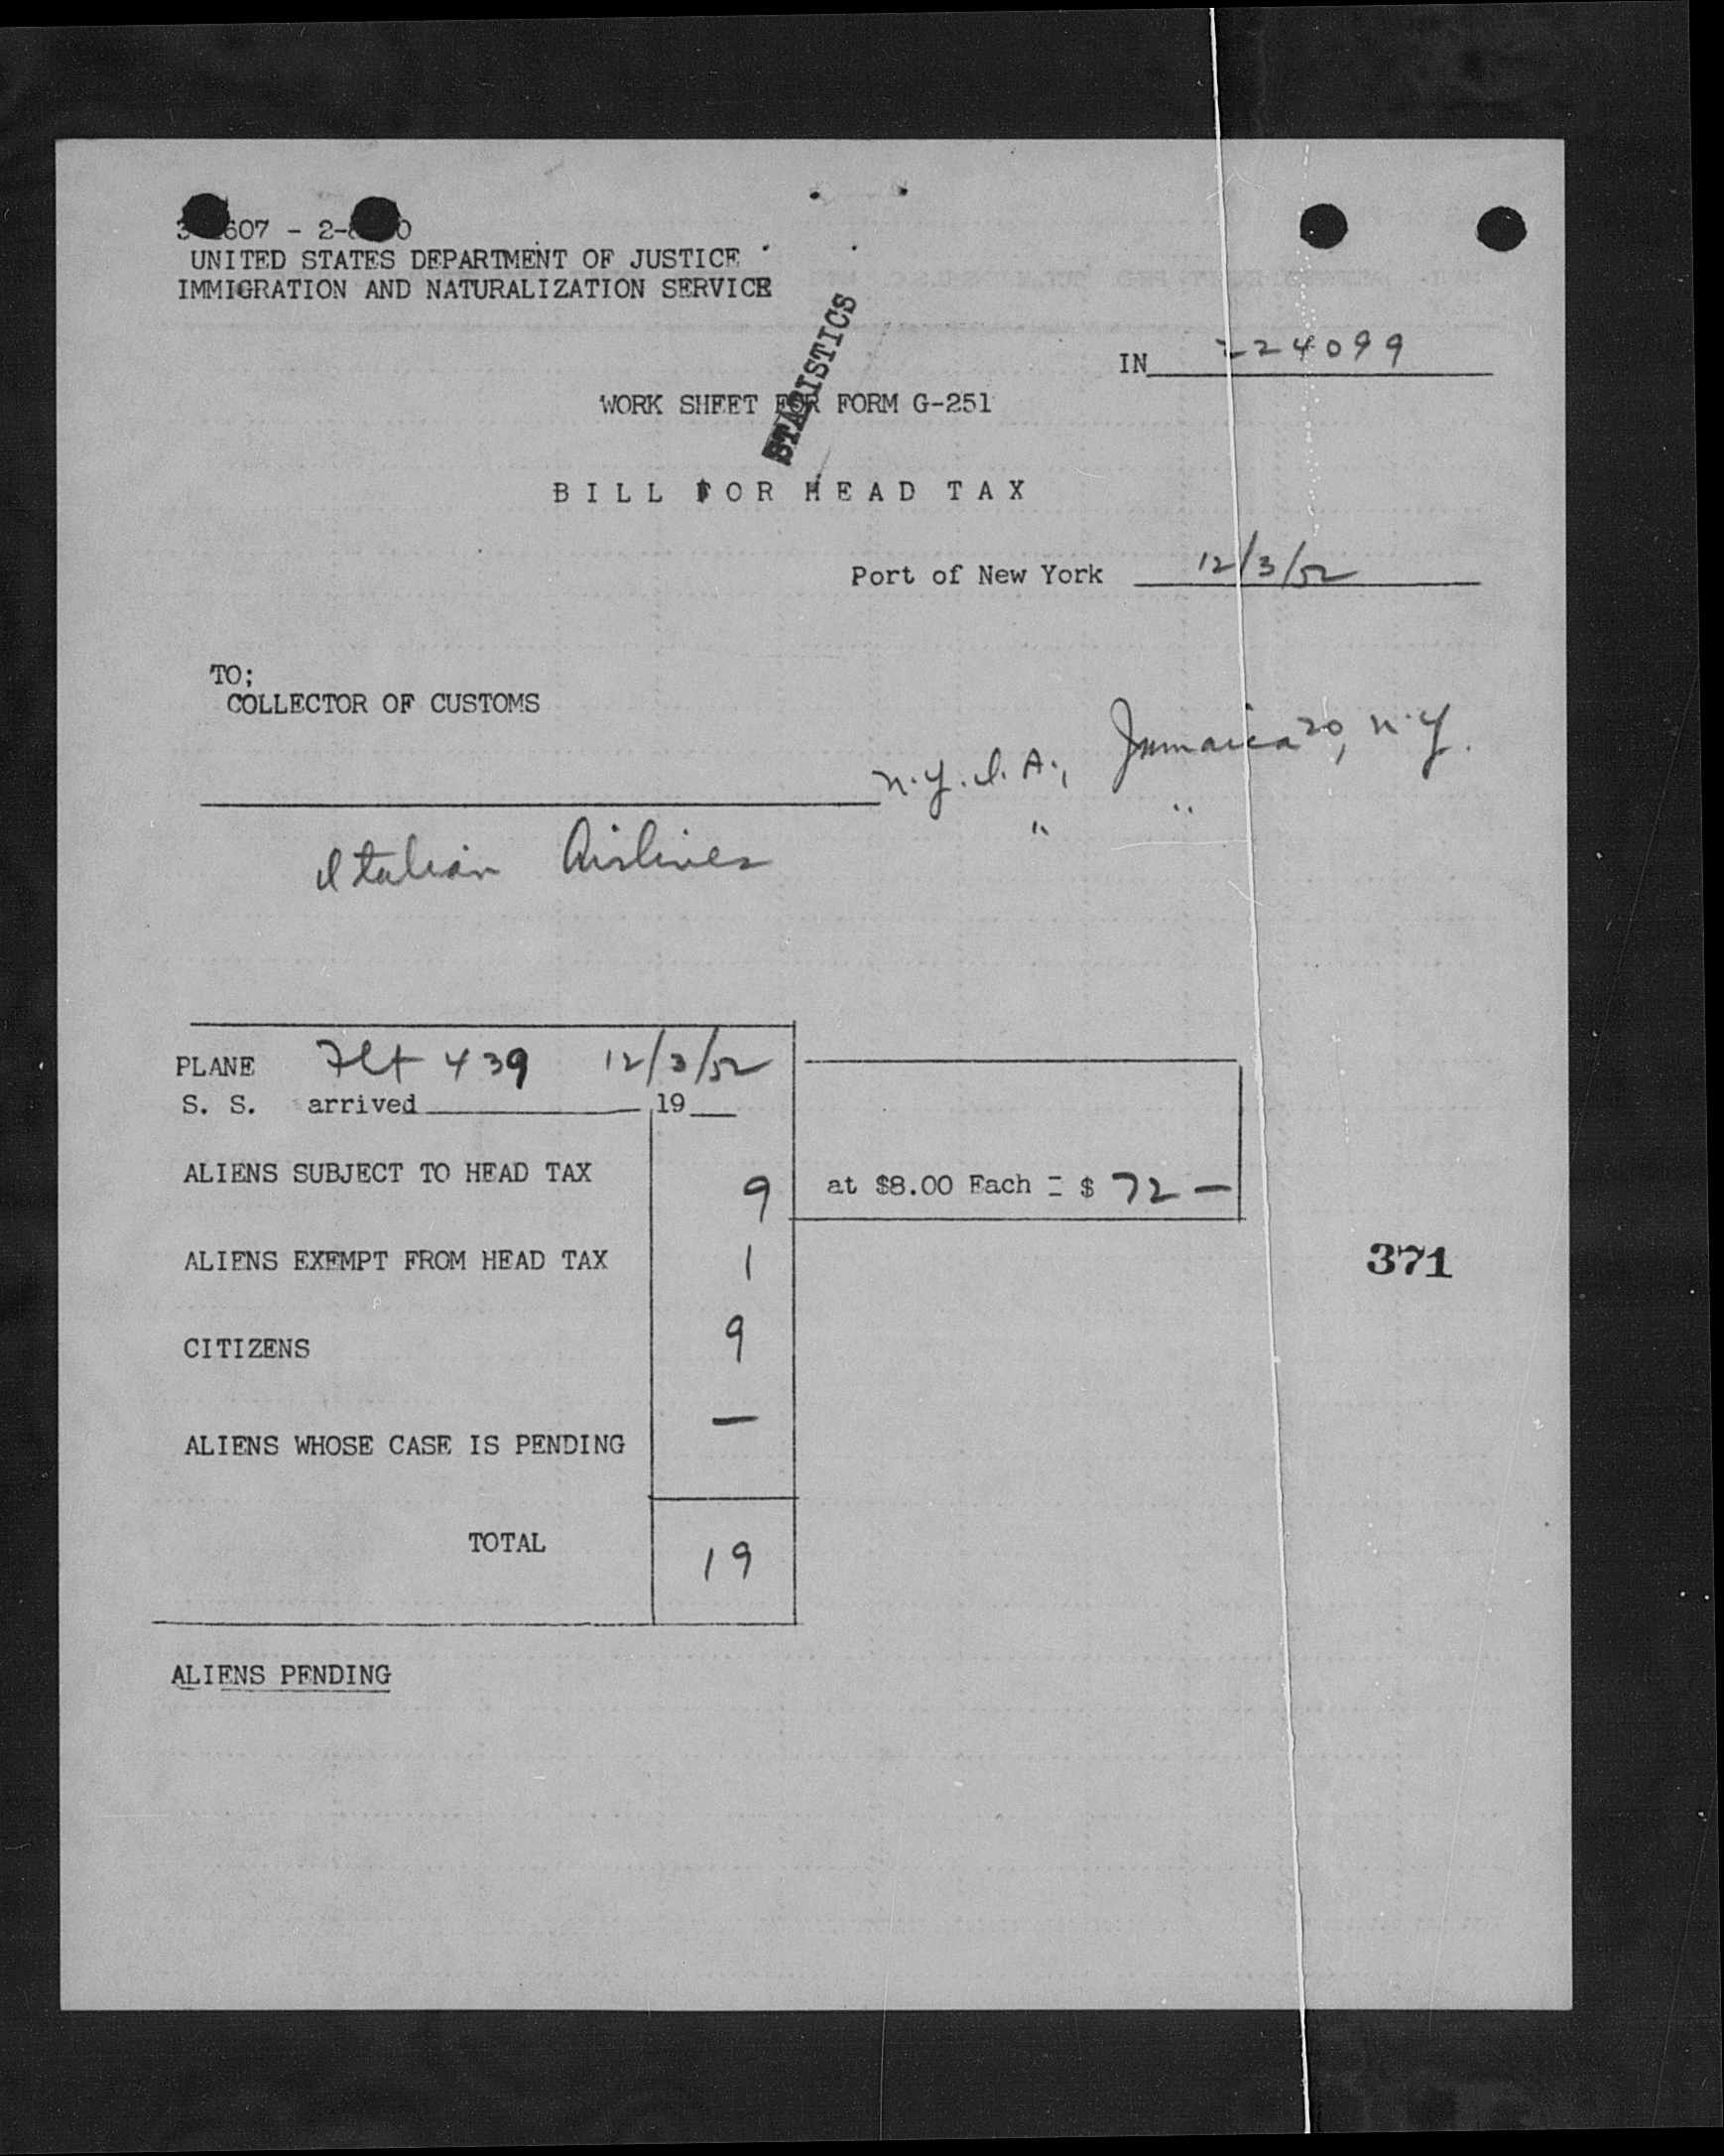 607 - 2-
UNITED STATES DEPARTMENT OF JUSTICE
IMMIGRATION AND NATURALIZATION SERVICE
STATISTICS
IN 224099
WORK SHEET FOR FORM G-251
BILL FOR HEAD TAX
Port of New York 12/3/52
TO;
COLLECTOR OF CUSTOMS
N.Y.I.A., Jamaica 20, N.Y.
" "
Italian Airlines
PLANE Flt 439 12/3/52
S. S. arrived , 19
ALIENS SUBJECT TO HEAD TAX 9 at $8.00 Each = $ 72 —
ALIENS EXEMPT FROM HEAD TAX 1
371
CITIZENS 9
ALIENS WHOSE CASE IS PENDING —
TOTAL 19
ALIENS PENDING